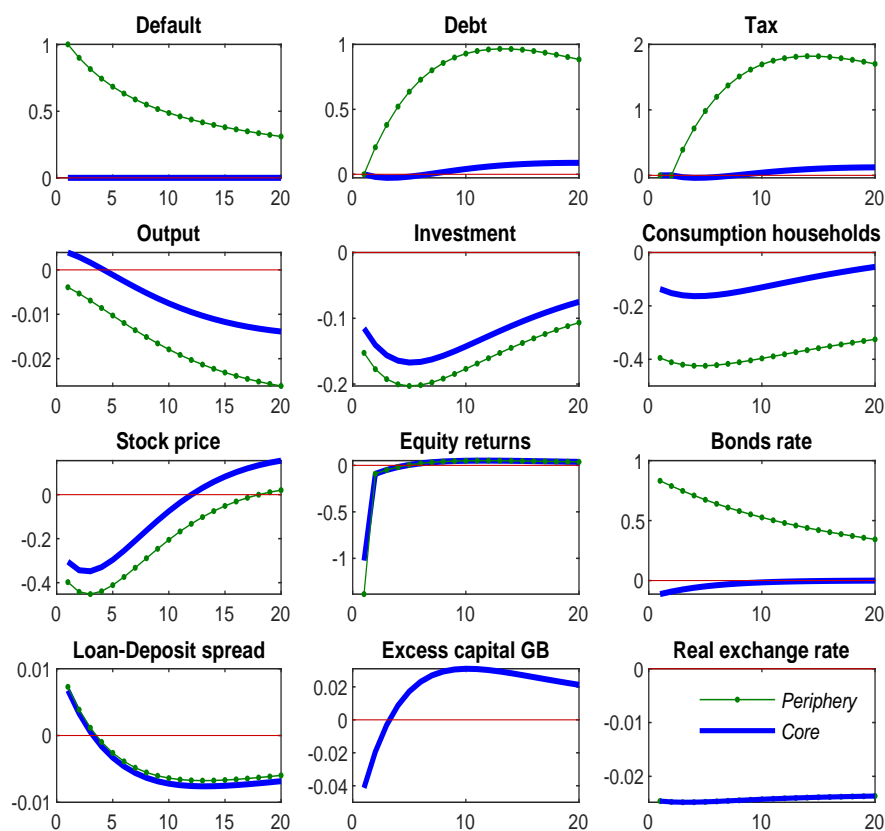 Default Debt Tax
1 1 2
0.5 0.5 1
0 0 0
0 5 10 15 20 0 10 20 0 10 20
Output Investment Consumption households
0 0 0
-0.01 -0.1 -0.2
-0.02 -0.2 -0.4
0 5 10 15 20 0 10 20 0 10 20
Stock price Equity returns Bonds rate
0 0 1
-0.2 -0.5 0.5
-0.4 -1 0
0 5 10 15 20 0 10 20 0 10 20
Loan-Deposit spread Excess capital GB Real exchange rate
0.01 0.02 0
0 0 -0.01
-0.01 -0.02 -0.02
-0.04
Periphery
Core
0 5 10 15 20 0 10 20 0 10 20